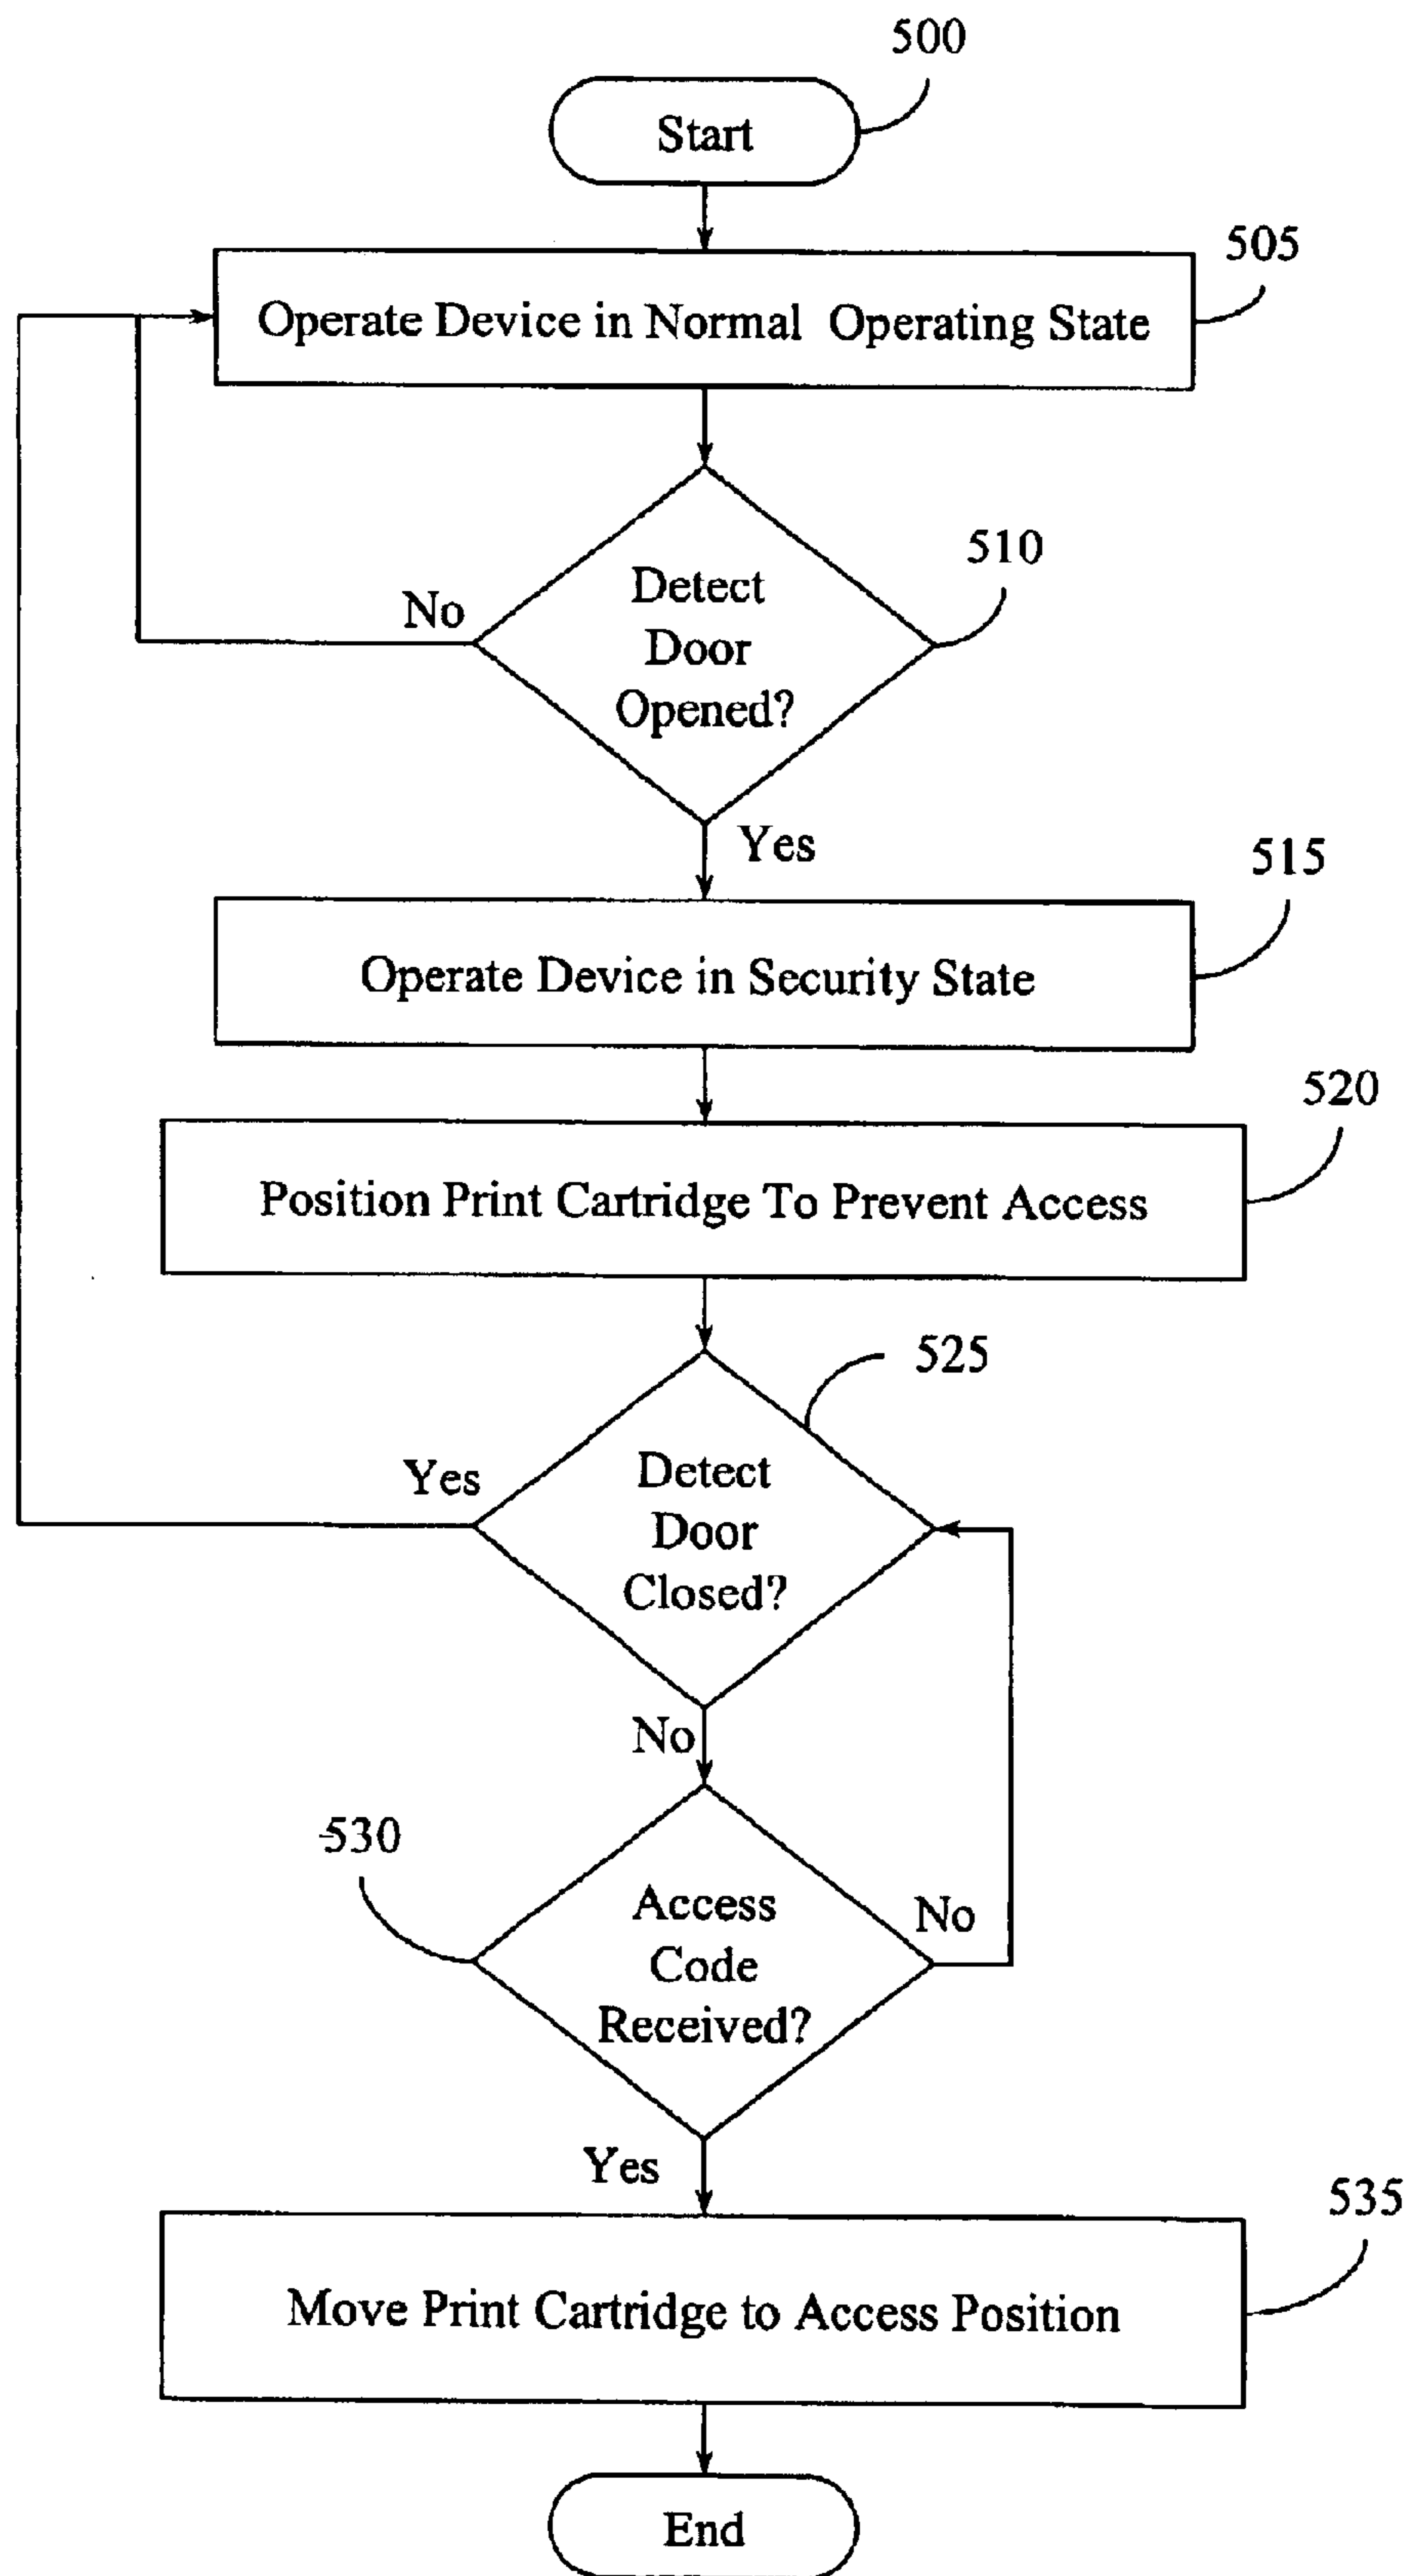 500
Start
505
Operate Device in Normal Operating State
510
No
Detect
Door
Opened?
Yes
515
Operate Device in Security State
520
Position Print Cartridge To Prevent Access
525
Yes
Detect
Door
Closed?
No
530
Access
Code
Received?
No
Yes
535
Move Print Cartridge to Access Position
End